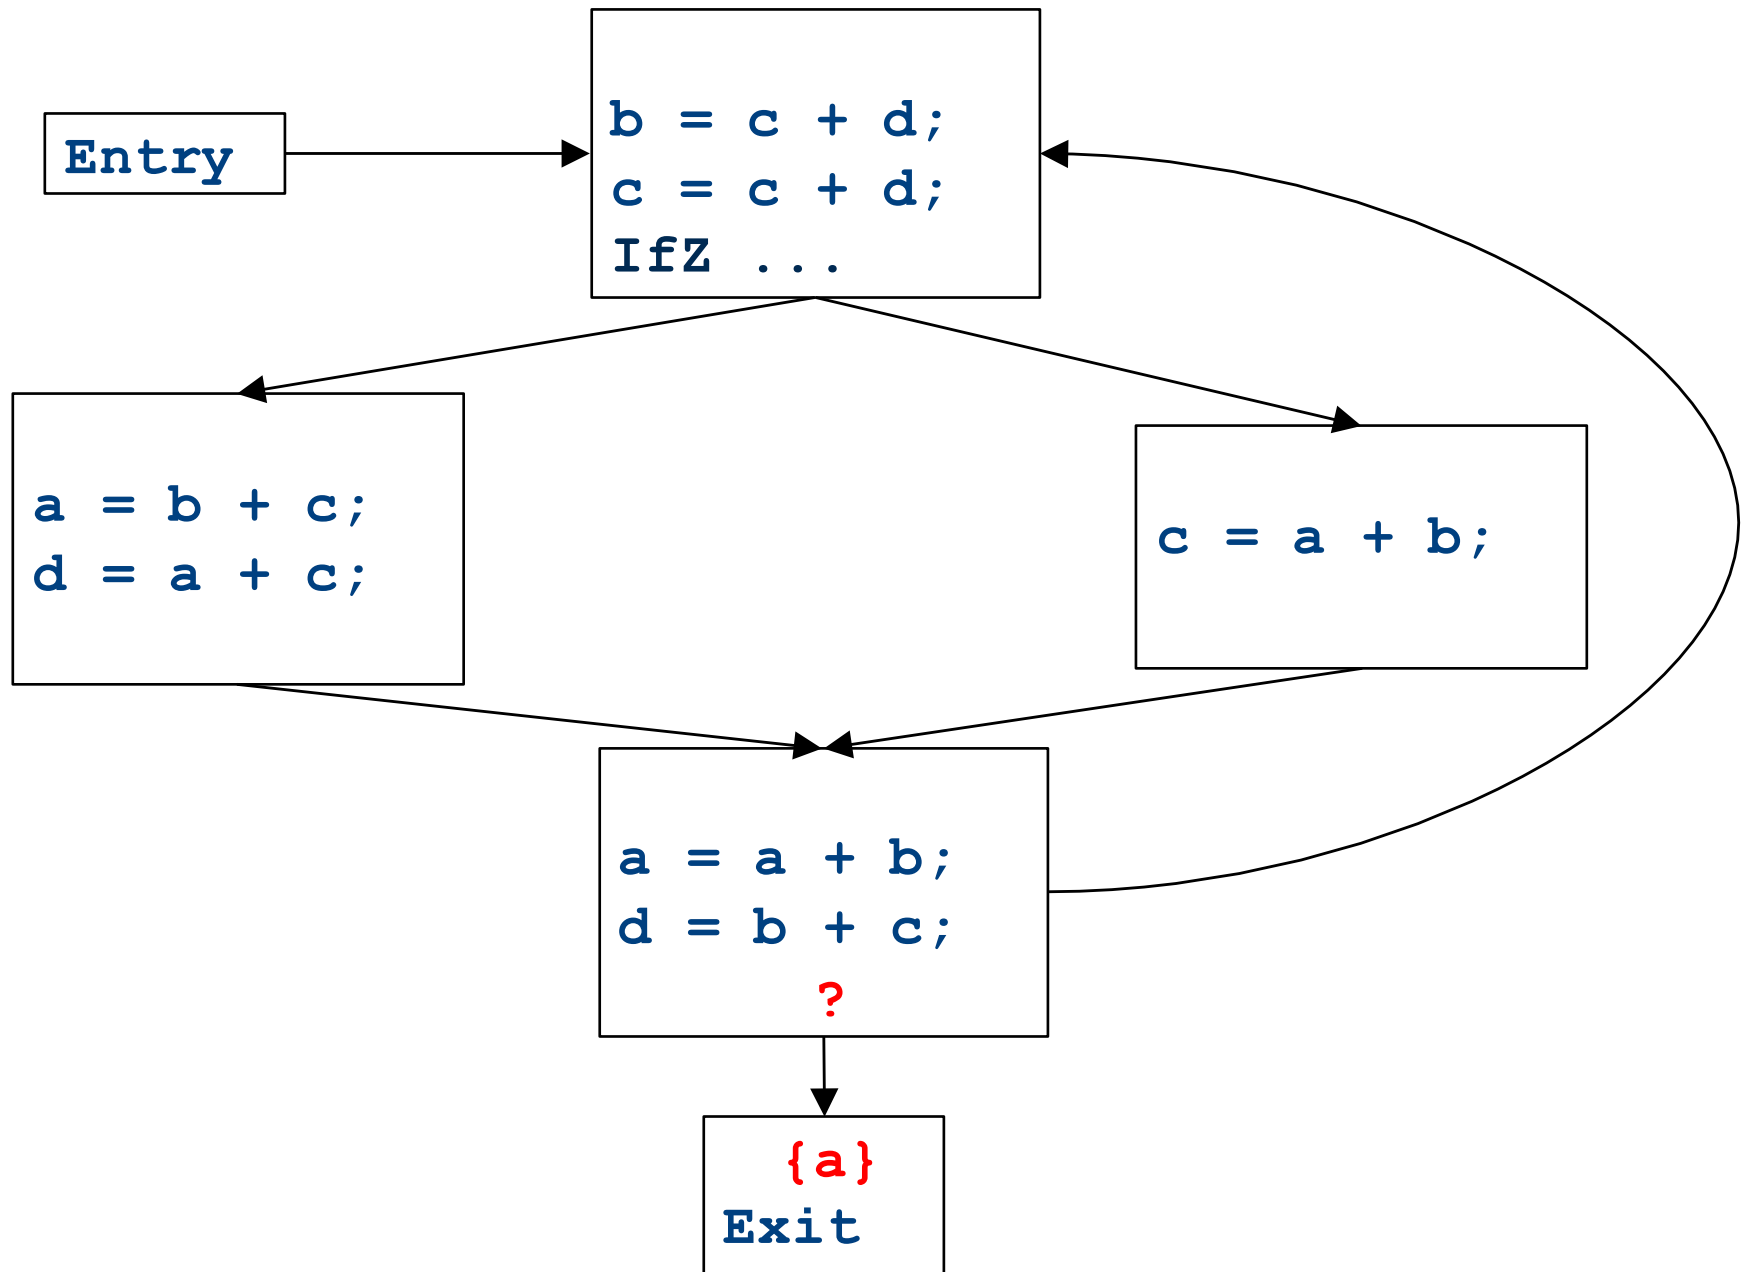 Entry
b = c + d;
c = c + d;
IfZ ...
a = b + c;
d = a + c;
c = a + b;
a = a + b;
d = b + c;
?
{a}
Exit